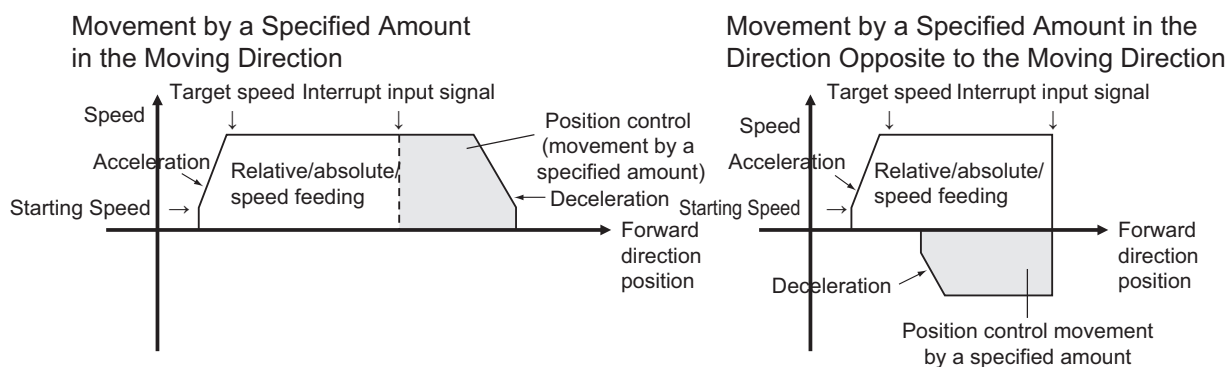 Movement by a Specified Amount
in the Moving Direction
Target speed
Interrupt input signal
Speed
Position control
(movement by a
specified amount)
Acceleration
Relative/absolute/
speed feeding
Deceleration
Starting Speed
→
Forward
direction
position
Movement by a Specified Amount in the
Direction Opposite to the Moving Direction
Target speed
Interrupt input signal
Speed
Acceleration
Relative/absolute/
speed feeding
Starting Speed
→
Forward
direction
position
Deceleration
Position control movement
by a specified amount